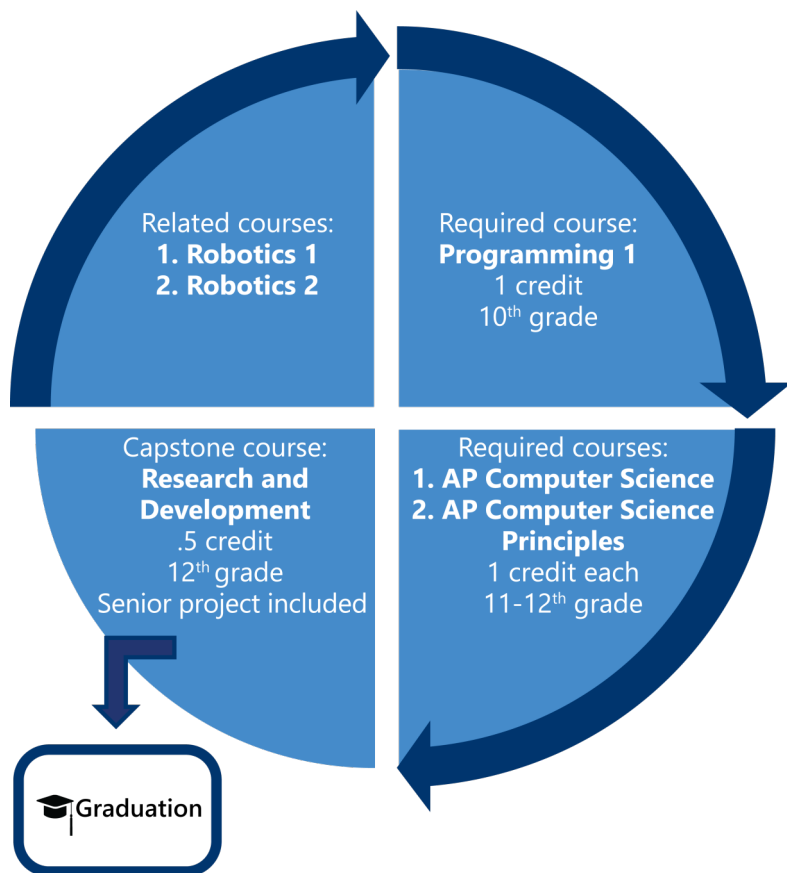 Related courses:
1. Robotics 1
2. Robotics 2
Required course:
Programming 1
1 credit
10th grade
Required courses:
1. AP Computer Science
2. AP Computer Science
Principles
1 credit each
11-12th grade
Capstone course:
Research and
Development
.5 credit
12th grade
Senior project included
Graduation